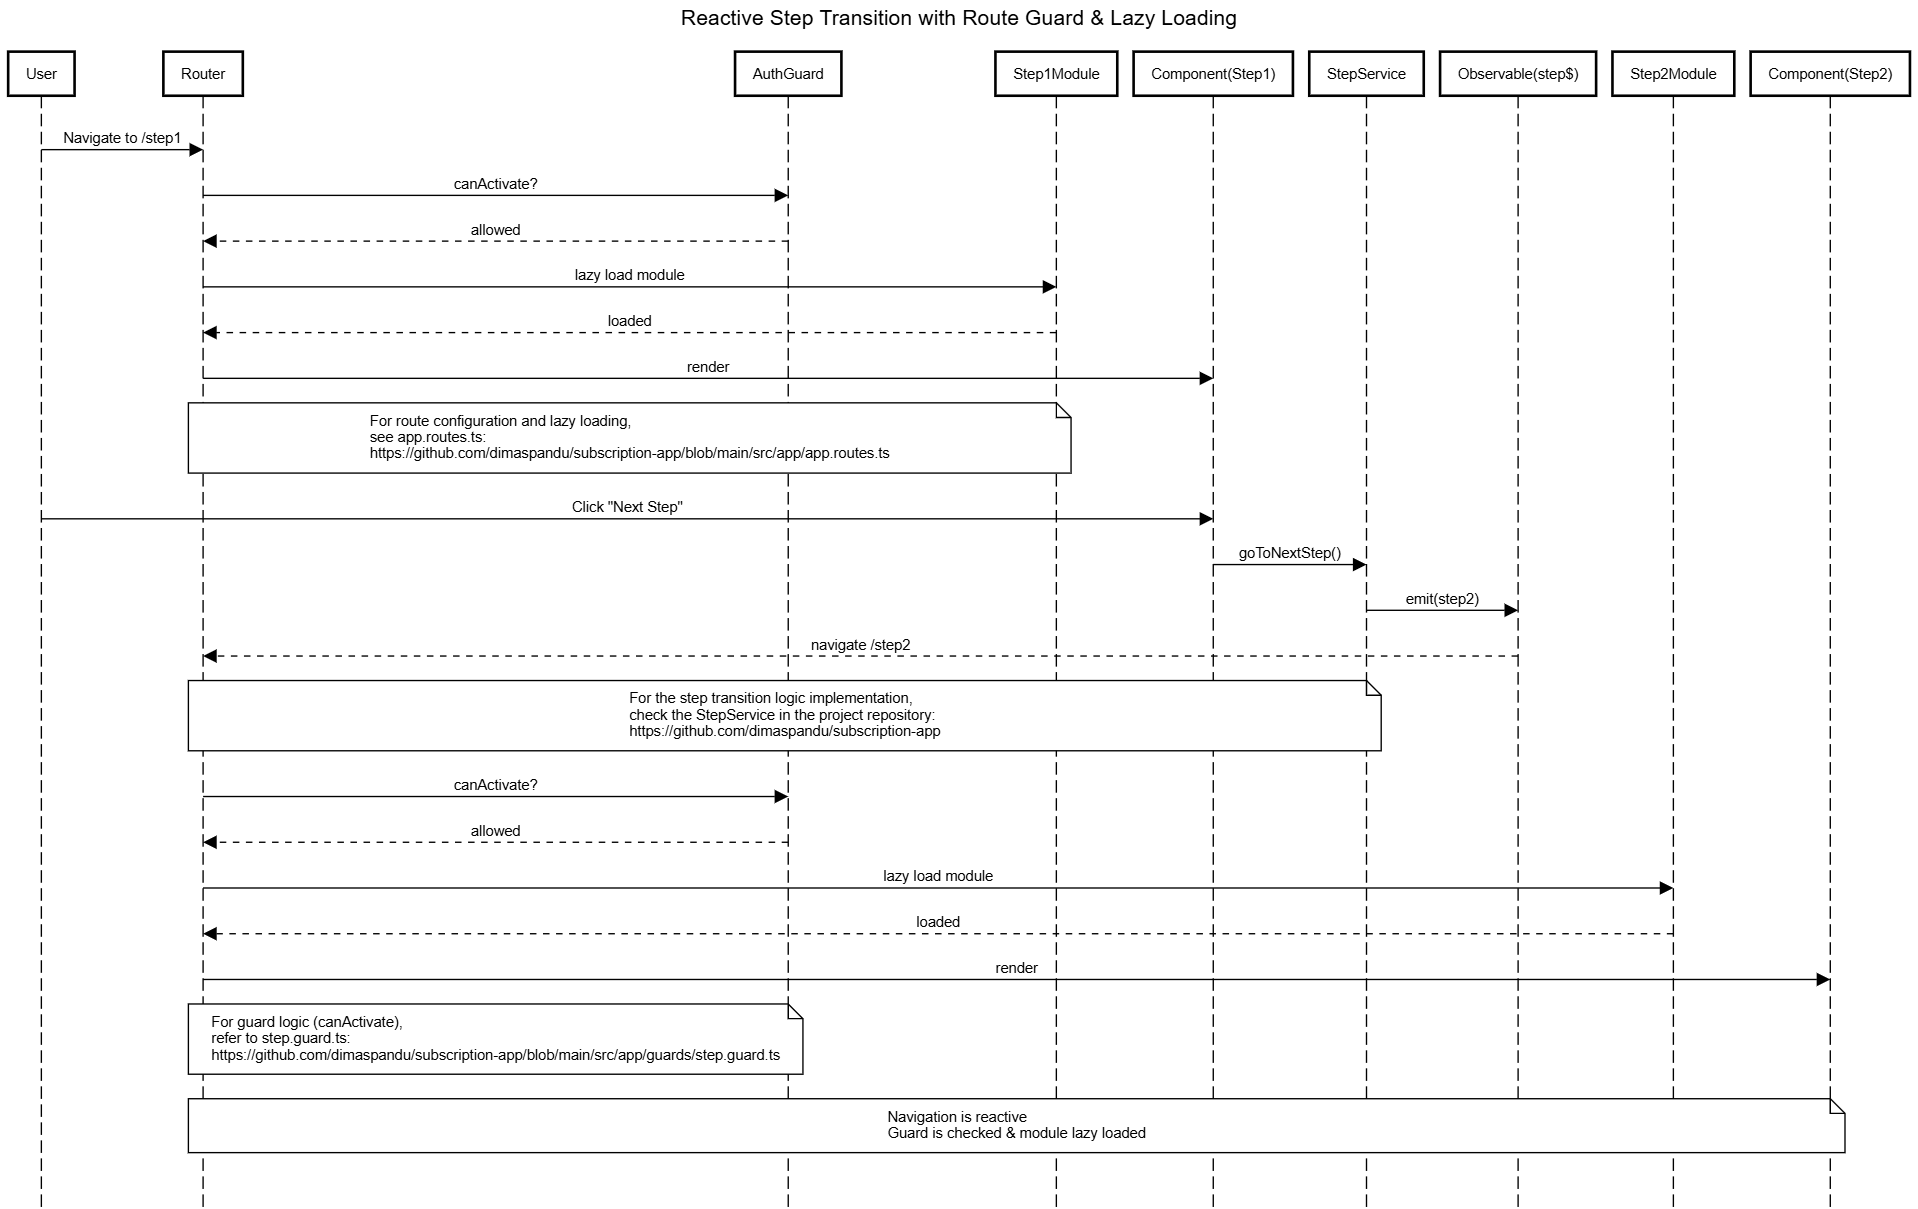 Reactive Step Transition with Route Guard & Lazy Loading
User
Router
AuthGuard
Step1Module
Component(Step1)
StepService
Observable(step$)
Step2Module
Component(Step2)
Navigate to /step1
canActivate?
allowed
lazy load module
loaded
render
For route configuration and lazy loading,
see app.routes.ts:
https://github.com/dimaspandu/subscription-app/blob/main/src/app/app.routes.ts
Click "Next Step"
goToNextStep()
emit(step2)
navigate /step2
For the step transition logic implementation,
check the StepService in the project repository:
https://github.com/dimaspandu/subscription-app
canActivate?
allowed
lazy load module
loaded
render
For guard logic (canActivate),
refer to step.guard.ts:
https://github.com/dimaspandu/subscription-app/blob/main/src/app/guards/step.guard.ts
Navigation is reactive
Guard is checked & module lazy loaded